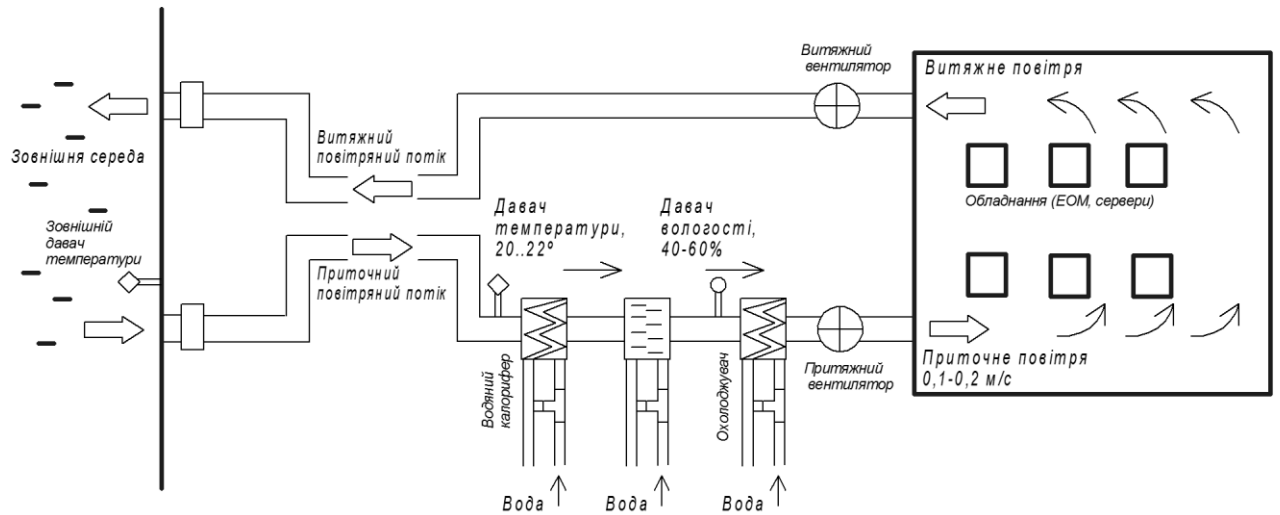 Витяжний
вентилятор
Витяжне повітря
Зовнішня середа
Витяжний
повітряний потік
Обладнання (ЕОМ, сервери)
Зовнішній
давач
температури
Давач
температури,
20..22º
Давач
вологості,
40-60%
Приточний
повітряний потік
Водяний
калорифер
Охолоджувач
Притяжний
вентилятор
Приточне повітря
0,1-0,2 м/с
Вода
Вода
Вода